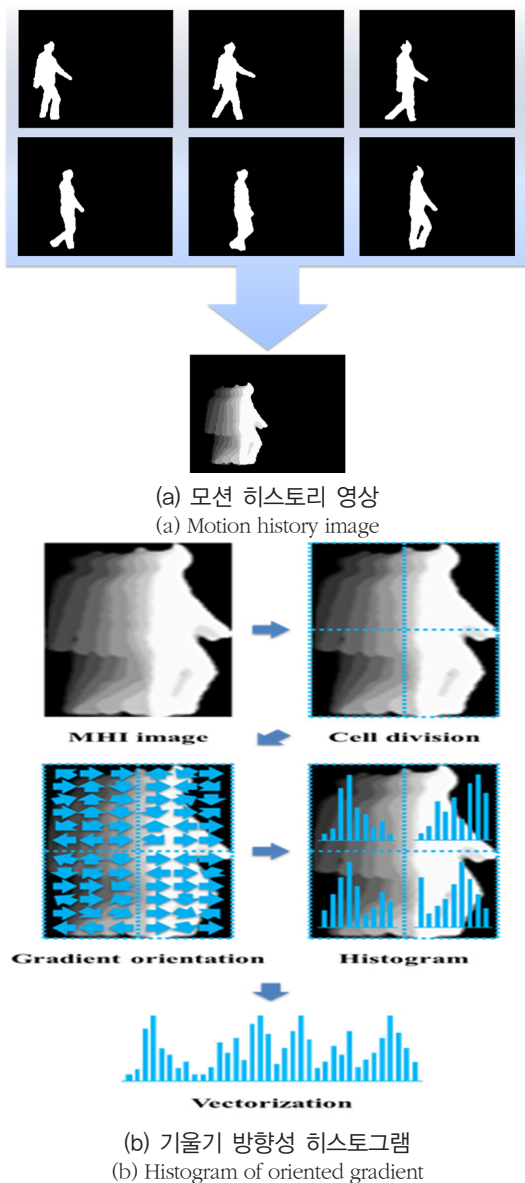 (a) 모션 히스토리 영상
(a) Motion history image
MHI image
Cell division
Gradient orientation
Histogram
Vectorization
(b) 기울기 방향성 히스토그램
(b) Histogram of oriented gradient